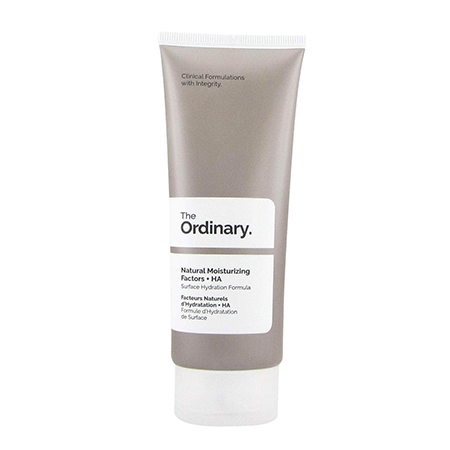 Clinical Formulations
with Integrity.
The
Ordinary.
Natural Moisturizing
Factors + HA
Surface Hydration Formula
Facteurs Naturels
d'Hydratation + HA
Formule d'Hydratation
de Surface